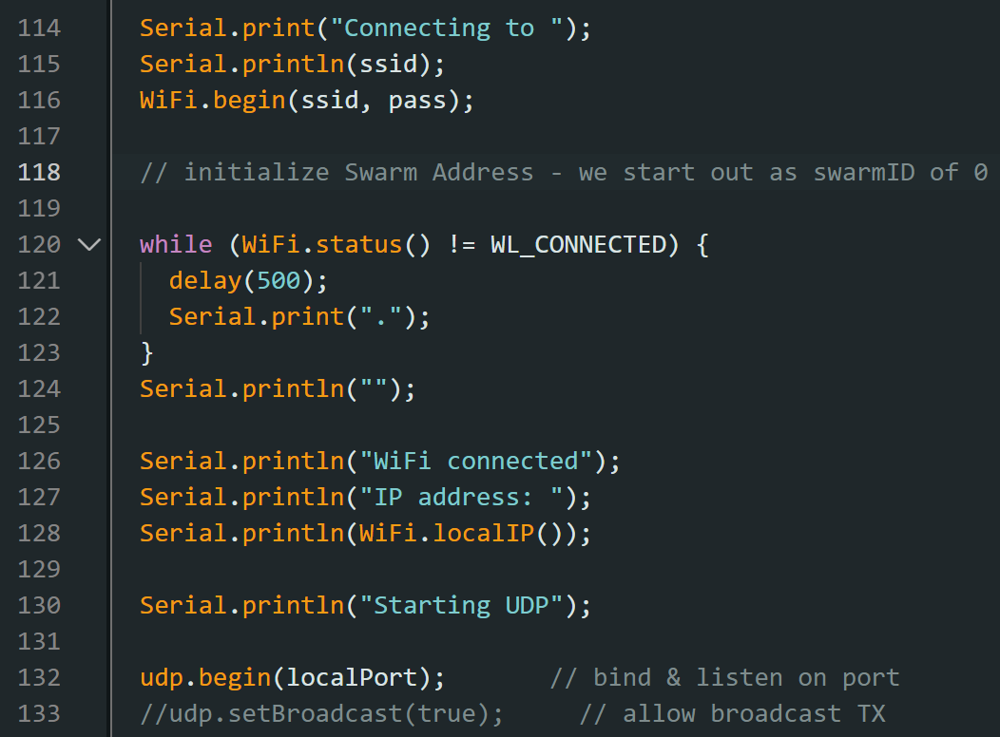 114 Serial.print("Connecting to ");
115 Serial.println(ssid);
116 WiFi.begin(ssid, pass);
117
118 // initialize Swarm Address - we start out as swarmID of 0
119
120 while (WiFi.status() != WL_CONNECTED) {
121 delay(500);
122 Serial.print(".");
123 }
124 Serial.println("");
125
126 Serial.println("WiFi connected");
127 Serial.println("IP address: ");
128 Serial.println(WiFi.localIP());
129
130 Serial.println("Starting UDP");
131
132 udp.begin(localPort); // bind & listen on port
133 //udp.setBroadcast(true); // allow broadcast TX